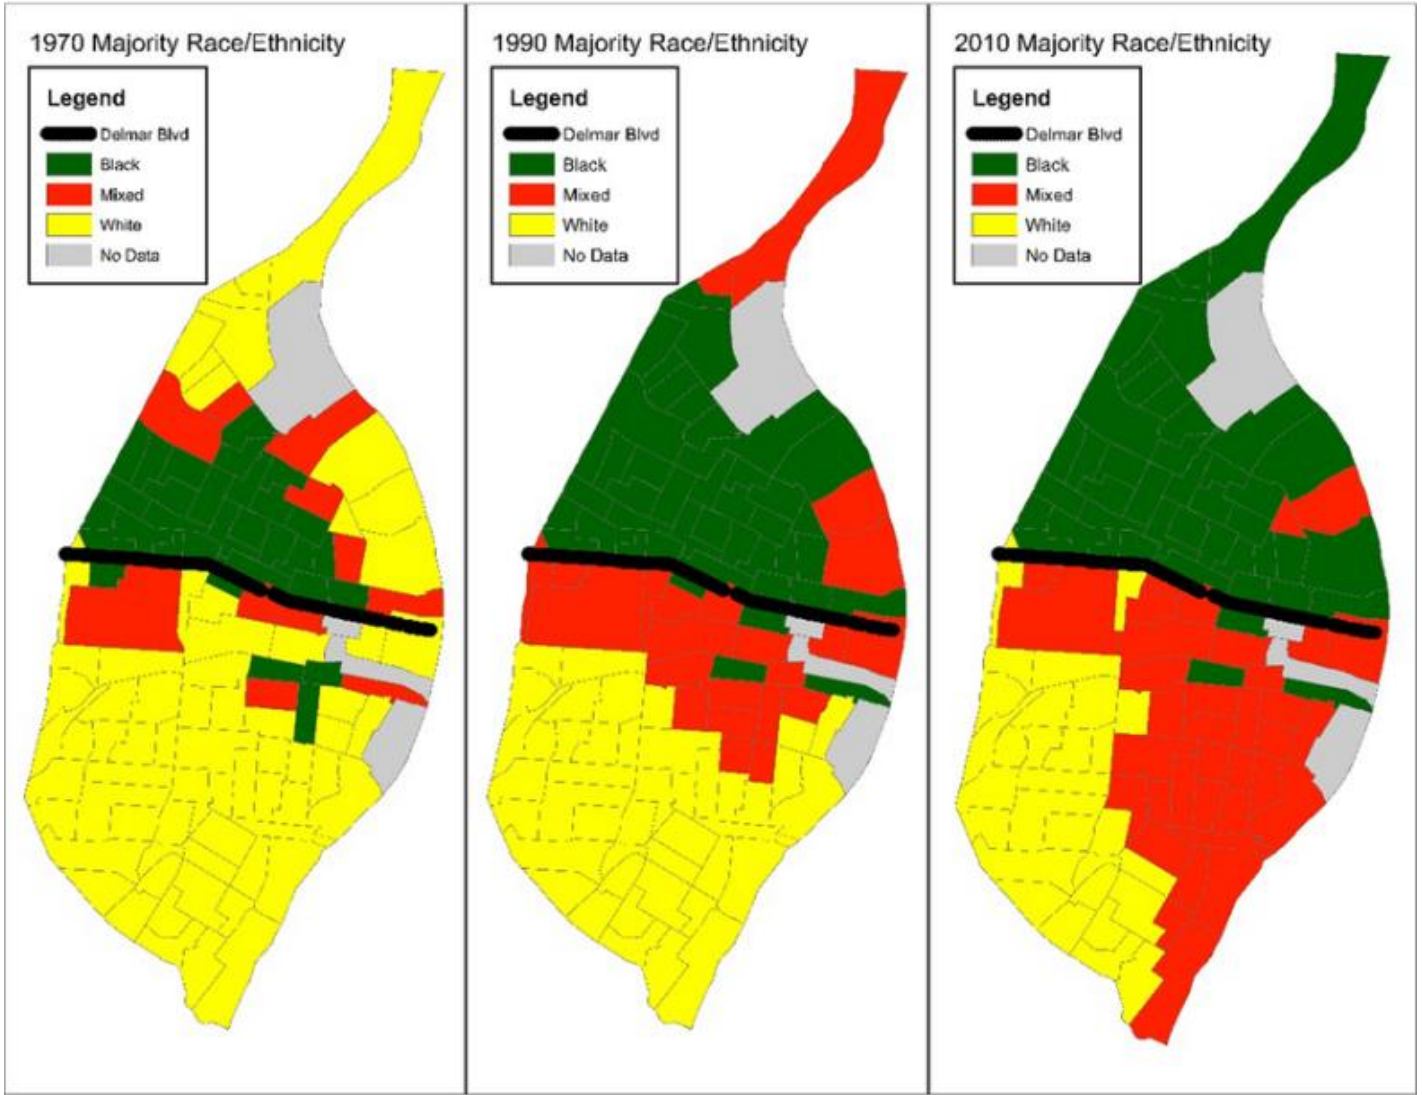 1970 Majority Race/Ethnicity
Legend
Delmar Blvd
Black
Mixed
White
No Data
1990 Majority Race/Ethnicity
Legend
Delmar Blvd
Black
Mixed
White
No Data
2010 Majority Race/Ethnicity
Legend
Delmar Blvd
Black
Mixed
White
No Data